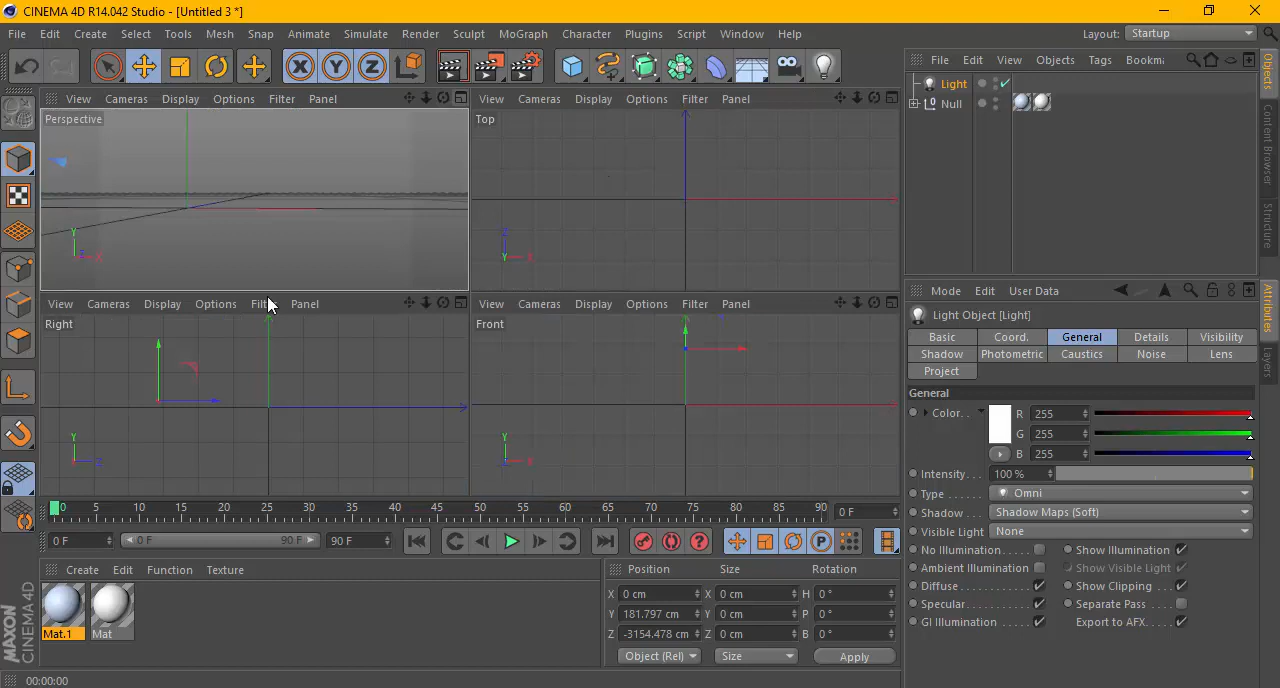 CINEMA 4D R14.042 Studio - [Untitled 3 *]
File Edit Create Select Tools Mesh Snap Animate Simulate Render Sculpt MoGraph Character Plugins Script Window Help Layout: Startup
View Cameras Display Options Filter Panel
Perspective
View Cameras Display Options Filter Panel
Top
View Cameras Display Options Filter Panel
Right
View Cameras Display Options Filter Panel
Front
Y
X
Z
Y
X
Y
Z
Y
X
0 5 10 15 20 25 30 35 40 45 50 55 60 65 70 75 80 85 90 0 F
0 F 0 F 90 F 90 F
Create Edit Function Texture
Mat.1 Mat
Position Size Rotation
X 0 cm X 0 cm H 0 °
Y 181.797 cm Y 0 cm P 0 °
Z -3154.478 cm Z 0 cm B 0 °
Object (Rel) Size Apply
00:00:00
MAXON
CINEMA 4D
File Edit View Objects Tags Bookm
Light
Null
Objects
Content Browser
Structure
Mode Edit User Data
Light Object [Light]
Basic Coord. General Details Visibility
Shadow Photometric Caustics Noise Lens
Project
General
Color. . R 255
G 255
B 255
Intensity. . . 100 %
Type . . . . . . Omni
Shadow. . . . Shadow Maps (Soft)
Visible Light None
No Illumination. . . . . Show Illumination
Ambient Illumination Show Visible Light
Diffuse. . . . . . . . . . . . Show Clipping . . .
Specular. . . . . . . . . . Separate Pass . . . .
GI Illumination . . . . . Export to AFX. . . .
Attributes
Layers